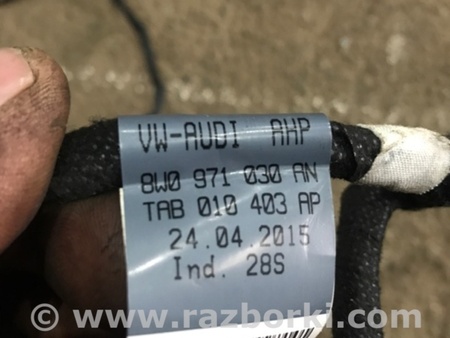 VW-AUDI AHP
8W0 971 030 AN
TAB 010 403 AP
24.04.2015
Ind. 28S
© www.razborki.com